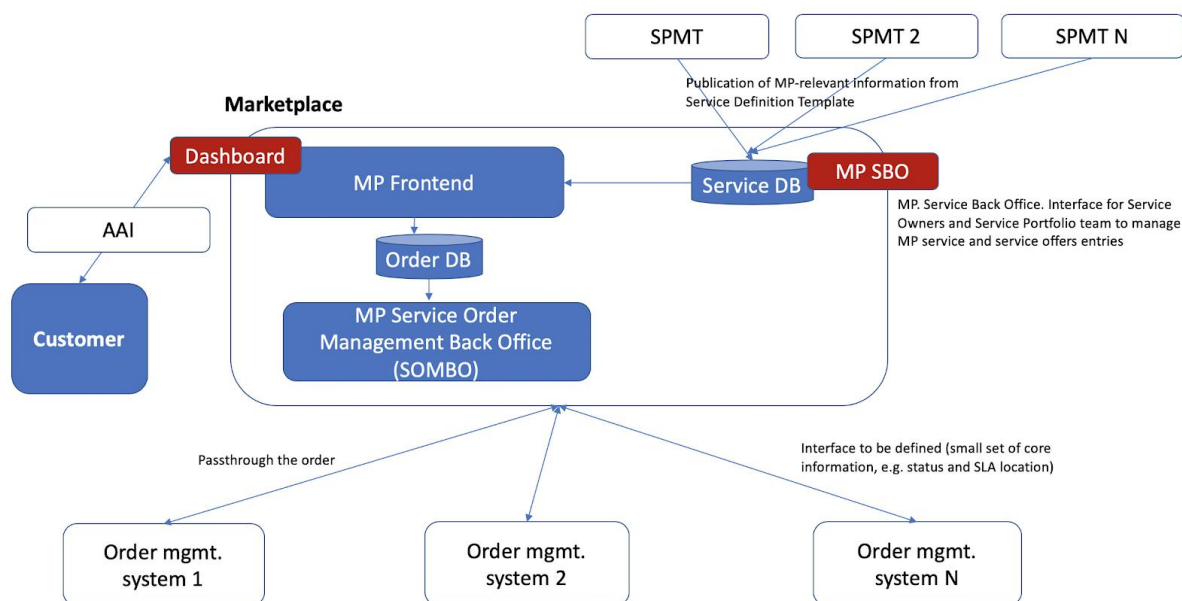 SPMT
SPMT 2
SPMT N
Publication of MP-relevant information from
Service Definition Template
Marketplace
Dashboard
MP Frontend
Service DB
MP SBO
MP. Service Back Office. Interface for Service
Owners and Service Portfolio team to manage
MP service and service offers entries
AAI
Order DB
Customer
MP Service Order
Management Back Office
(SOMBO)
Passthrough the order
Interface to be defined (small set of core
information, e.g. status and SLA location)
Order mgmt.
system 1
Order mgmt.
system 2
Order mgmt.
system N